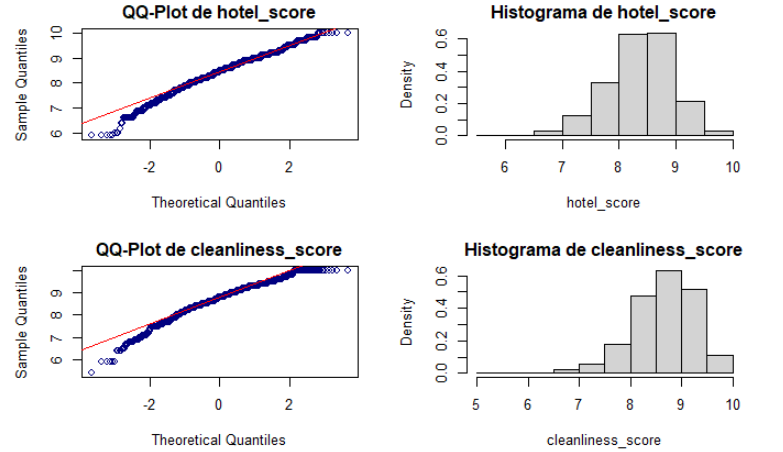 QQ-Plot de hotel_score
Sample Quantiles
10
9
8
7
6
-2 0 2
Theoretical Quantiles
Histograma de hotel_score
Density
0.6
0.4
0.2
0.0
6 7 8 9 10
hotel_score
QQ-Plot de cleanliness_score
Sample Quantiles
9
8
7
6
-2 0 2
Theoretical Quantiles
Histograma de cleanliness_score
Density
0.6
0.4
0.2
0.0
5 6 7 8 9 10
cleanliness_score